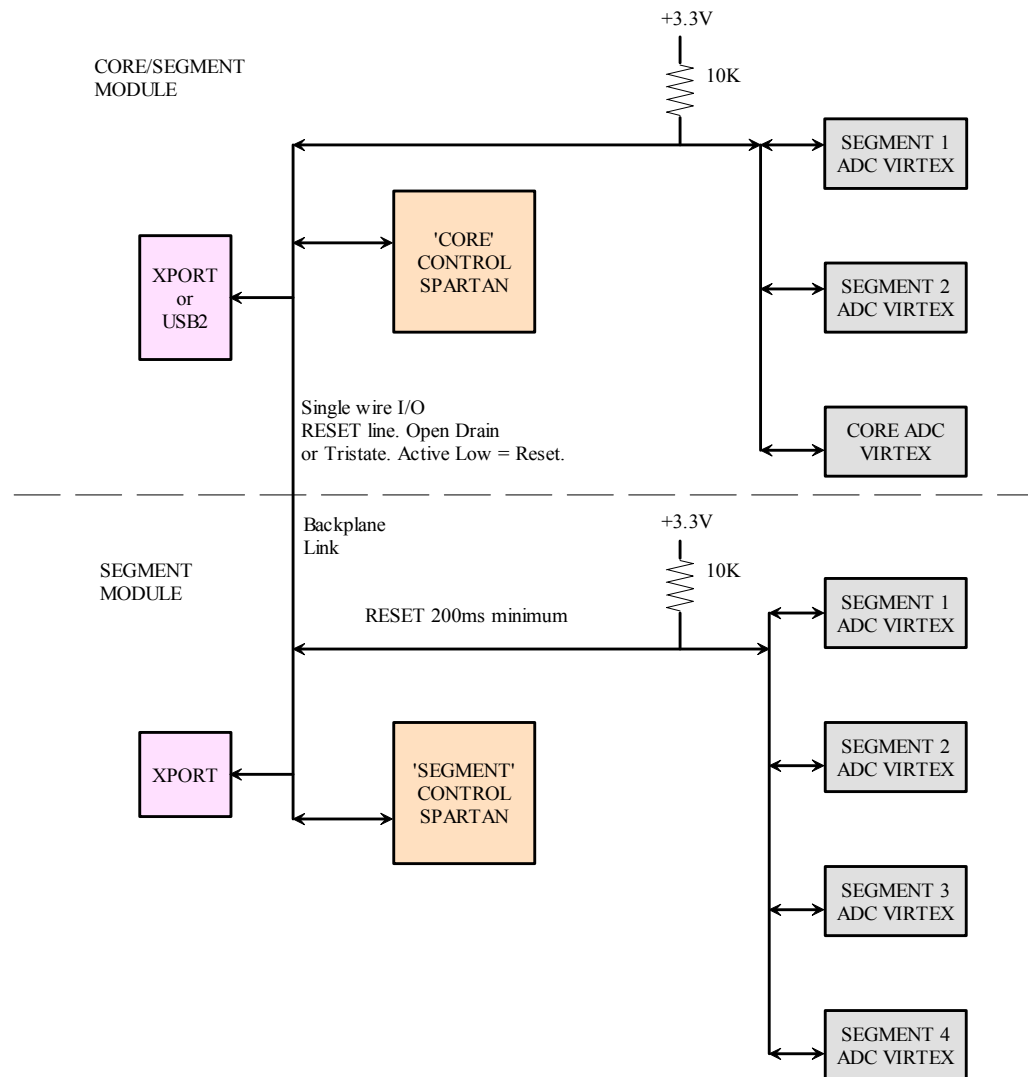 +3.3V
CORE/SEGMENT
MODULE
10K
SEGMENT 1
ADC VIRTEX
'CORE'
CONTROL
SPARTAN
XPORT
or
USB2
SEGMENT 2
ADC VIRTEX
Single wire I/O
RESET line. Open Drain
or Tristate. Active Low = Reset.
CORE ADC
VIRTEX
Backplane
Link
+3.3V
SEGMENT
MODULE
10K
RESET 200ms minimum
SEGMENT 1
ADC VIRTEX
XPORT
'SEGMENT'
CONTROL
SPARTAN
SEGMENT 2
ADC VIRTEX
SEGMENT 3
ADC VIRTEX
SEGMENT 4
ADC VIRTEX